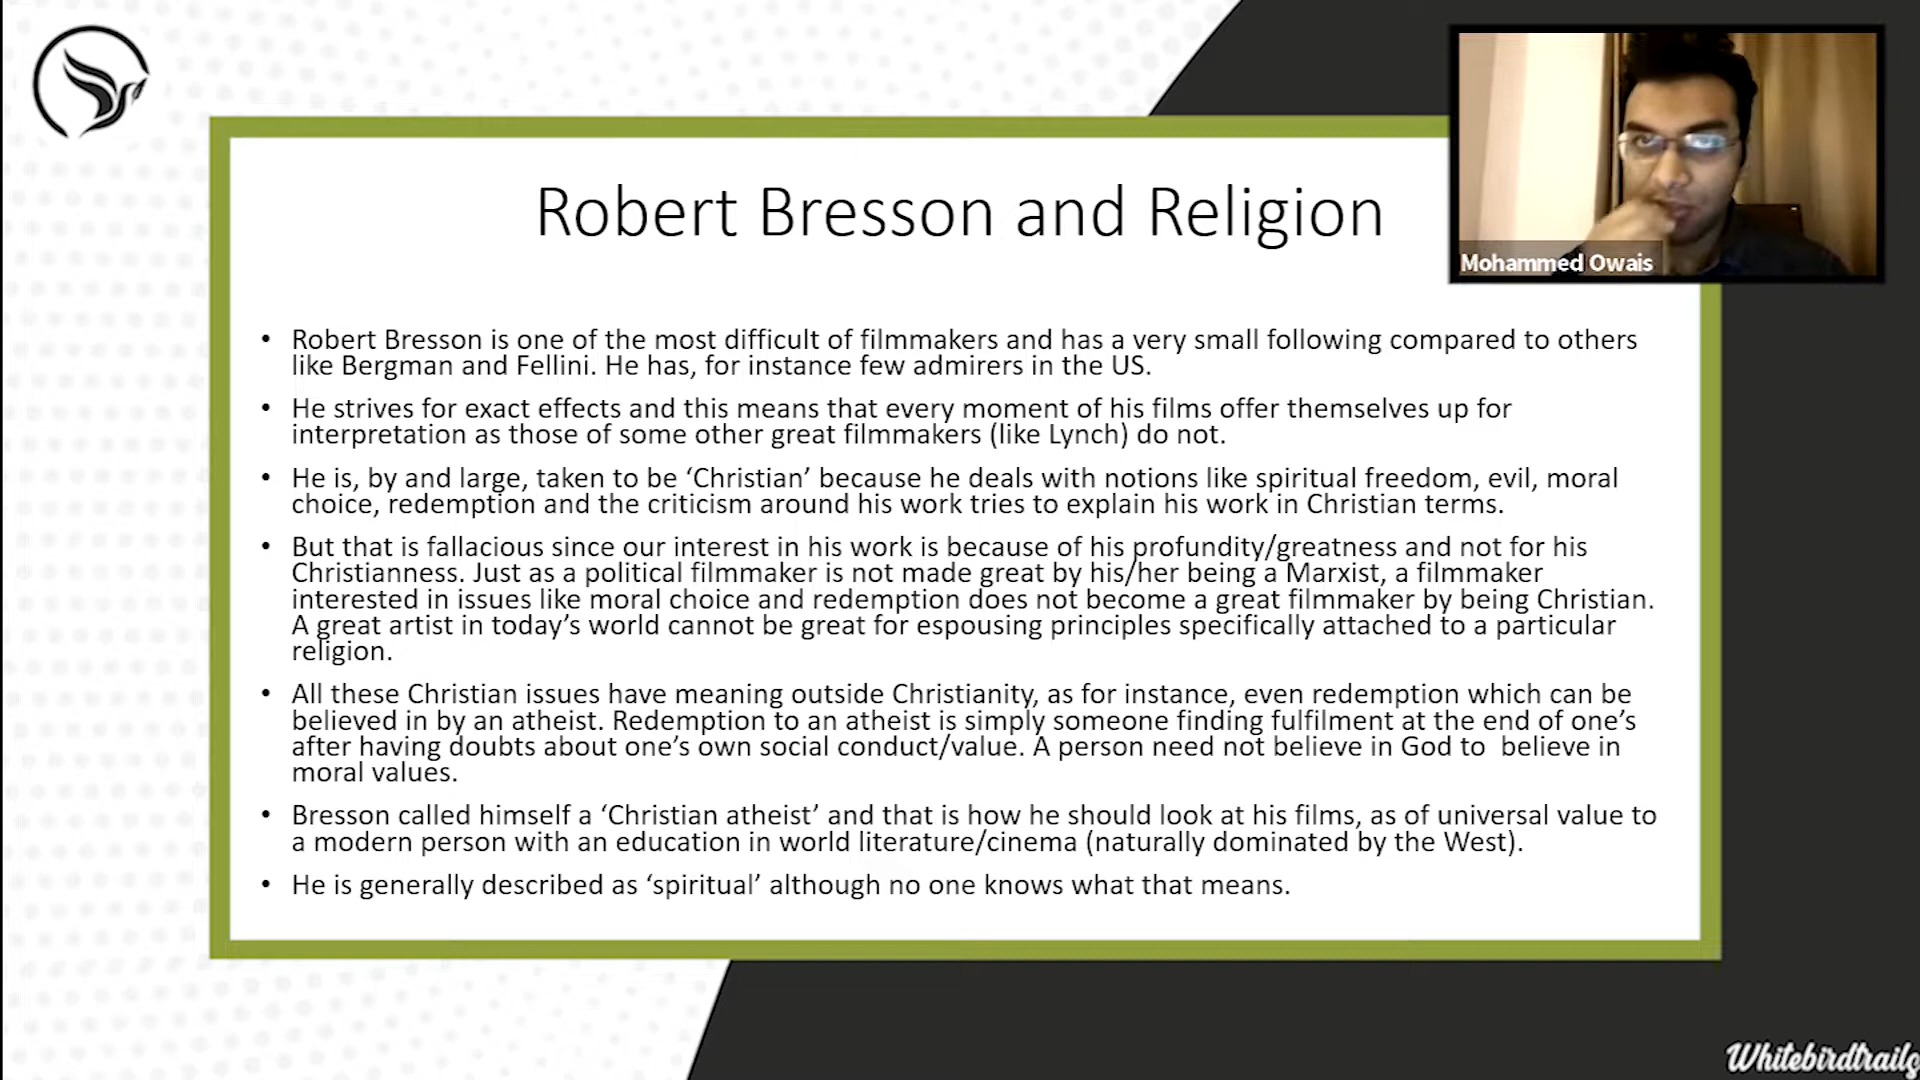 Robert Bresson and Religion
Mohammed Owais
• Robert Bresson is one of the most difficult of filmmakers and has a very small following compared to others
like Bergman and Fellini. He has, for instance few admirers in the US.
• He strives for exact effects and this means that every moment of his films offer themselves up for
interpretation as those of some other great filmmakers (like Lynch) do not.
• He is, by and large, taken to be ‘Christian’ because he deals with notions like spiritual freedom, evil, moral
choice, redemption and the criticism around his work tries to explain his work in Christian terms.
• But that is fallacious since our interest in his work is because of his profundity/greatness and not for his
Christianness. Just as a political filmmaker is not made great by his/her being a Marxist, a filmmaker
interested in issues like moral choice and redemption does not become a great filmmaker by being Christian.
A great artist in today’s world cannot be great for espousing principles specifically attached to a particular
religion.
• All these Christian issues have meaning outside Christianity, as for instance, even redemption which can be
believed in by an atheist. Redemption to an atheist is simply someone finding fulfilment at the end of one’s
after having doubts about one’s own social conduct/value. A person need not believe in God to believe in
moral values.
• Bresson called himself a ‘Christian atheist’ and that is how he should look at his films, as of universal value to
a modern person with an education in world literature/cinema (naturally dominated by the West).
• He is generally described as ‘spiritual’ although no one knows what that means.
Whitebirdtrails